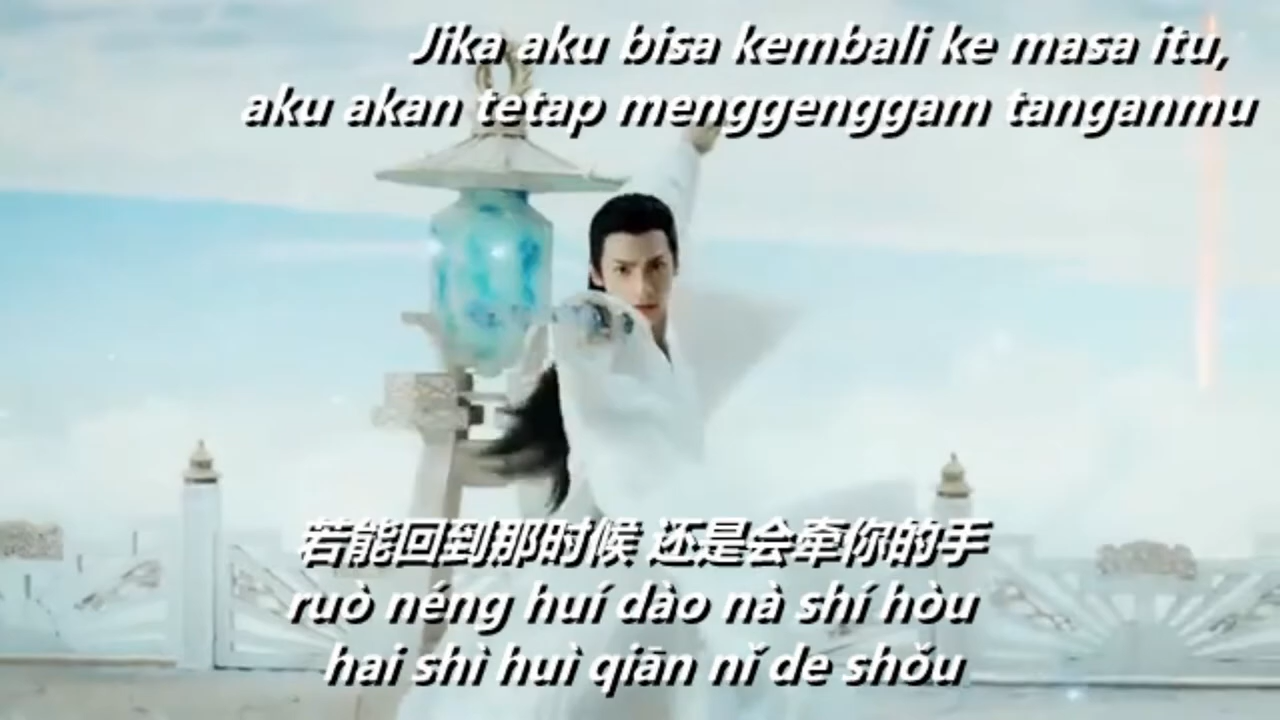 Jika aku bisa kembali ke masa itu,
aku akan tetap menggenggam tanganmu
若能回到那时候 还是会牵你的手
ruò néng huí dào nà shí hòu
hai shì huì qiān nǐ de shǒu